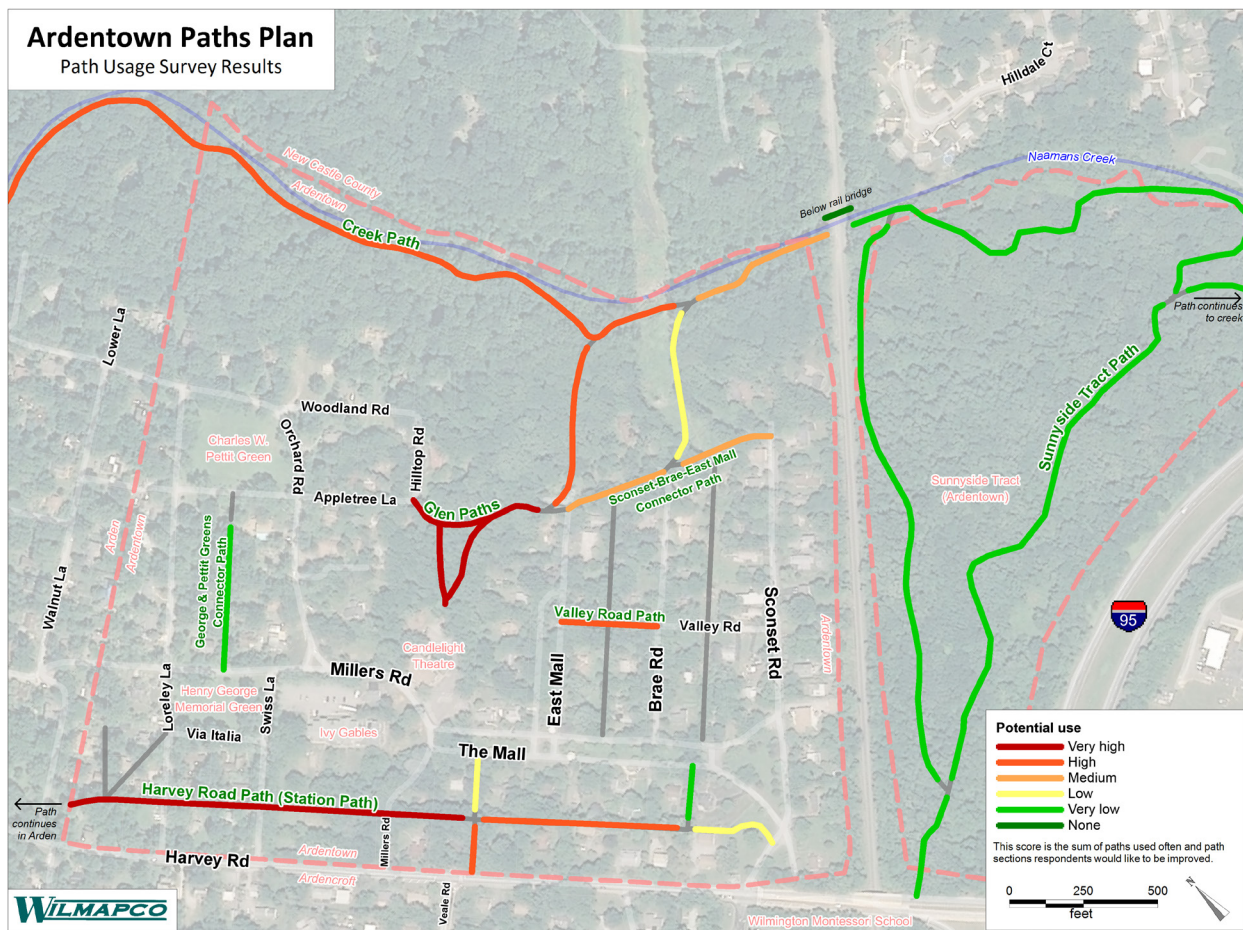 Ardentown Paths Plan
Path Usage Survey Results
Hilldale Ct
New Castle County
Ardentown
Naamans Creek
Below rail bridge
Creek Path
Path continues
to creek
Lower La
Woodland Rd
Sunnyside Tract Path
Charles W.
Pettit Green
Orchard Rd
Hilltop Rd
Sconset-Brae-East Mall
Connector Path
Sunnyside Tract
(Ardentown)
Appletree La
Glen Paths
Arden
Ardentown
George & Pettit Greens
Connector Path
Walnut La
Valley Road Path
Valley Rd
Sconset Rd
Ardentown
95
Candlelight
Theatre
Millers Rd
East Mall
Brae Rd
Henry George
Memorial Green
Loreley La
Swiss La
Via Italia
Ivy Gables
The Mall
Harvey Road Path (Station Path)
Path
continues
in Arden
Millers Rd
Harvey Rd
Ardentown
Ardencroft
Veale Rd
Wilmington Montessori School
WILMAPCO
Potential use
Very high
High
Medium
Low
Very low
None
This score is the sum of paths used often and path
sections respondents would like to be improved.
0 250 500
feet
N